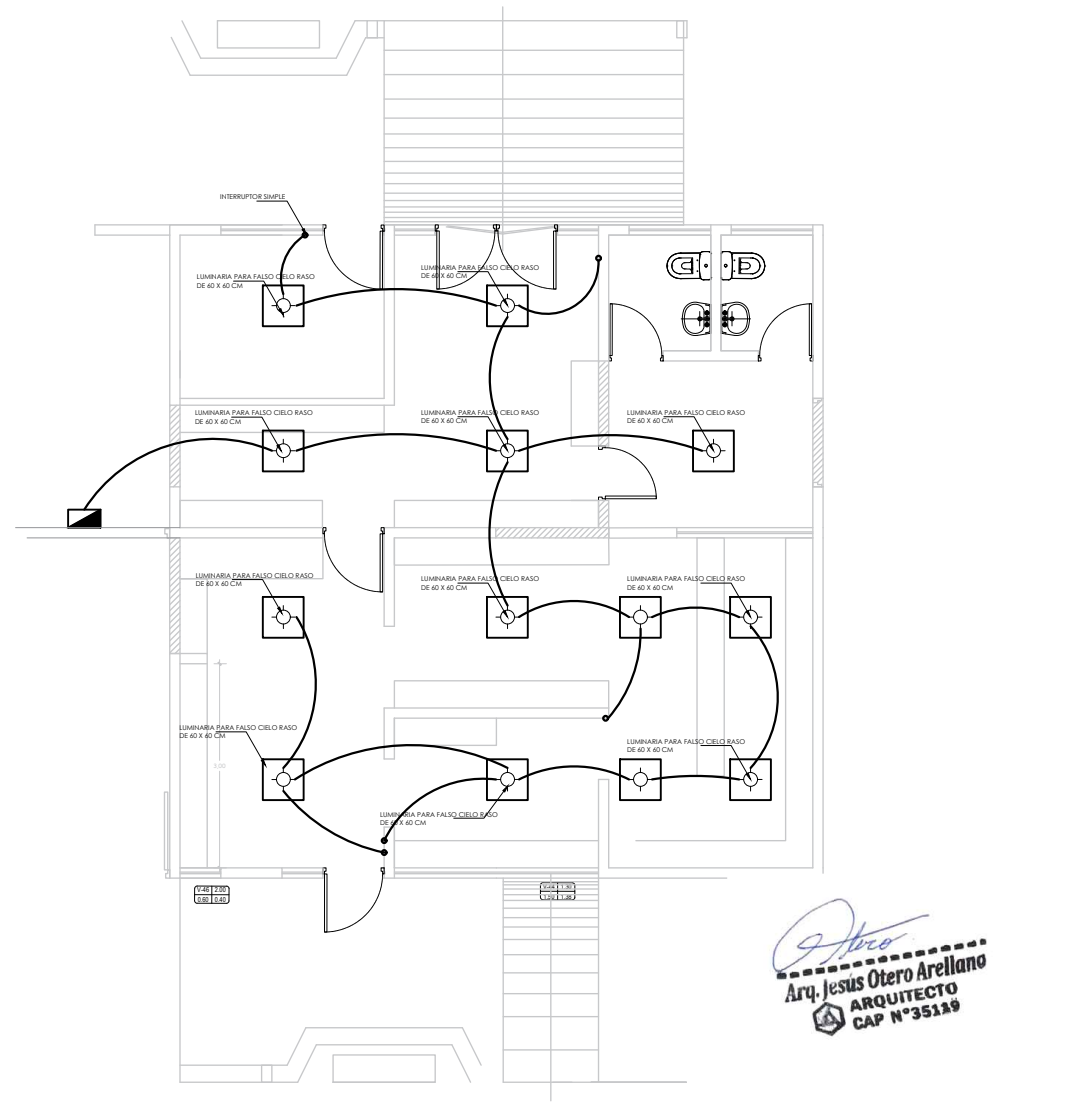 INTERRUPTOR SIMPLE
LUMINARIA PARA FALSO CIELO RASO
DE 60 X 60 CM
LUMINARIA PARA FALSO CIELO RASO
DE 60 X 60 CM
LUMINARIA PARA FALSO CIELO RASO
DE 60 X 60 CM
LUMINARIA PARA FALSO CIELO RASO
DE 60 X 60 CM
LUMINARIA PARA FALSO CIELO RASO
DE 60 X 60 CM
LUMINARIA PARA FALSO CIELO RASO
DE 60 X 60 CM
LUMINARIA PARA FALSO CIELO RASO
DE 60 X 60 CM
LUMINARIA PARA FALSO CIELO RASO
DE 60 X 60 CM
LUMINARIA PARA FALSO CIELO RASO
DE 60 X 60 CM
LUMINARIA PARA FALSO CIELO RASO
DE 60 X 60 CM
LUMINARIA PARA FALSO CIELO RASO
DE 60 X 60 CM
V-46 2.00
0.60 0.40
Otero
Arq. Jesús Otero Arellano
ARQUITECTO
CAP N°35119